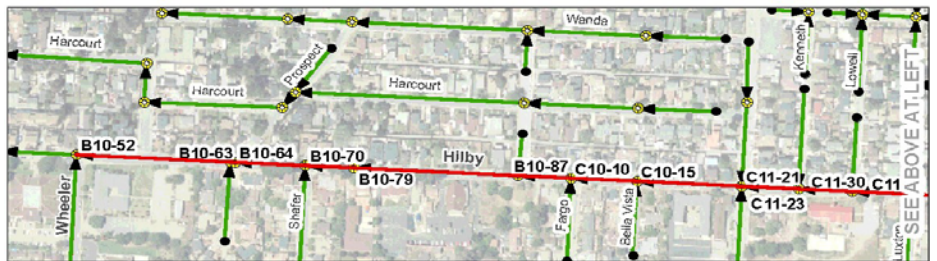 Wanda
Harcourt
Prospect
Kenneth
Lowell
Harcourt
Harcourt
SEE ABOVE AT LEFT
B10-52
B10-63
B10-64
B10-70
B10-79
Hilby
B10-87
C10-10
C10-15
C11-21
C11-23
C11-30
C11
Wheeler
Shafer
Fargo
Bella Vista
Luxton